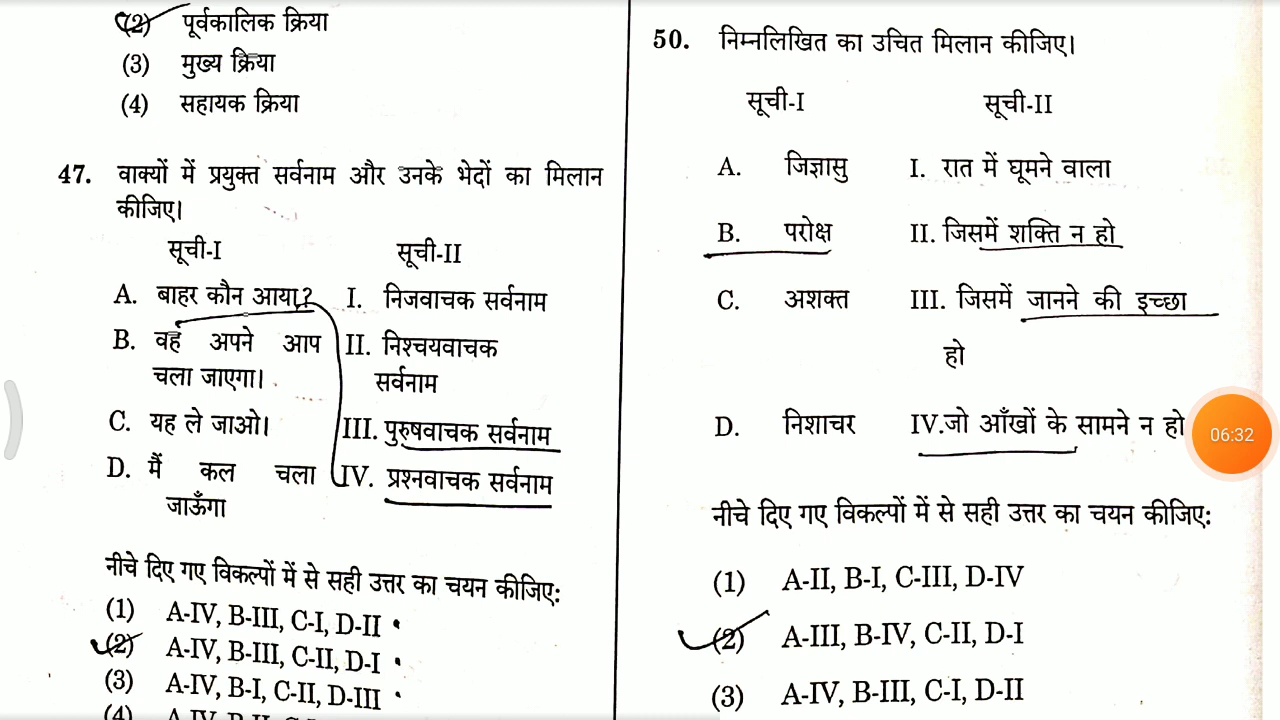 (2) पूर्वकालिक क्रिया
(3) मुख्य क्रिया
(4) सहायक क्रिया
47. वाक्यों में प्रयुक्त सर्वनाम और उनके भेदों का मिलान
कीजिए।
सूची-I सूची-II
A. बाहर कौन आया? I. निजवाचक सर्वनाम
B. वह अपने आप II. निश्चयवाचक
चला जाएगा। सर्वनाम
C. यह ले जाओ। III. पुरुषवाचक सर्वनाम
D. मैं कल चला IV. प्रश्नवाचक सर्वनाम
जाऊँगा
नीचे दिए गए विकल्पों में से सही उत्तर का चयन कीजिए:
(1) A-IV, B-III, C-I, D-II
(2) A-IV, B-III, C-II, D-I
(3) A-IV, B-I, C-II, D-III
(4)
50. निम्नलिखित का उचित मिलान कीजिए।
सूची-I सूची-II
A. जिज्ञासु I. रात में घूमने वाला
B. परोक्ष II. जिसमें शक्ति न हो
C. अशक्त III. जिसमें जानने की इच्छा
हो
D. निशाचर IV.जो आँखों के सामने न हो
06:32
नीचे दिए गए विकल्पों में से सही उत्तर का चयन कीजिए:
(1) A-II, B-I, C-III, D-IV
(2) A-III, B-IV, C-II, D-I
(3) A-IV, B-III, C-I, D-II